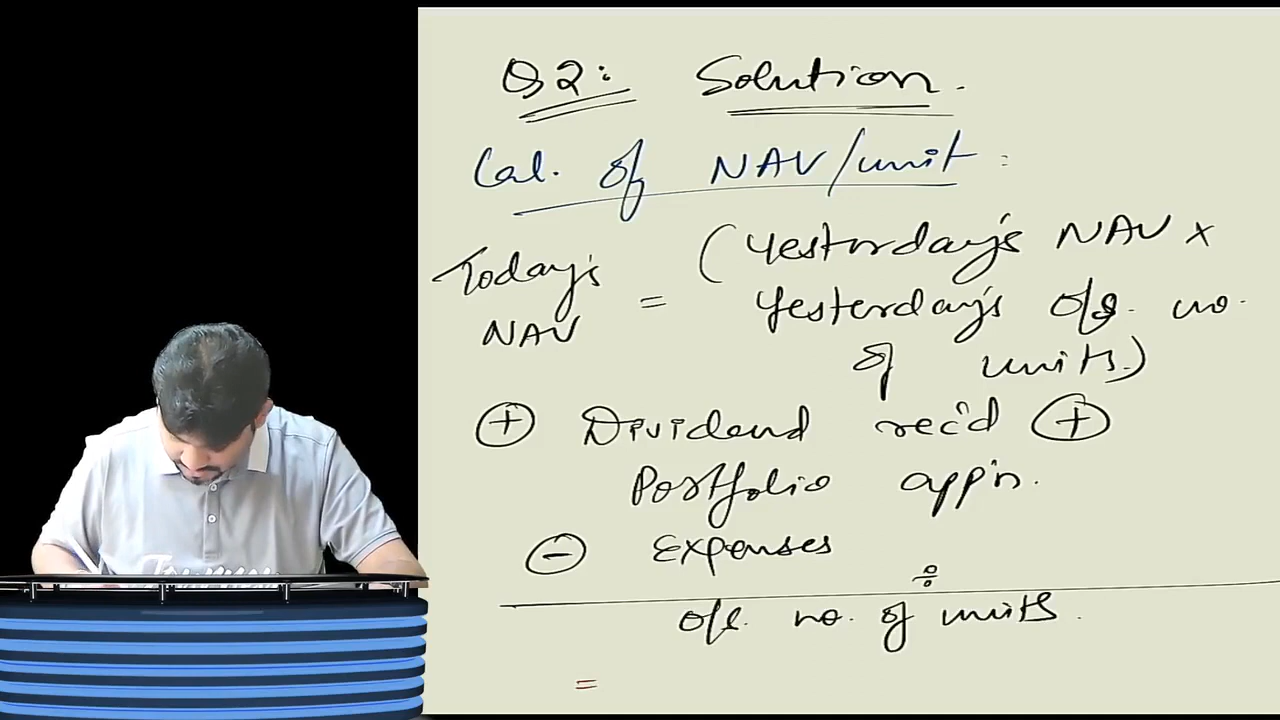 Q2: Solution.
Cal. of NAV/unit :
Today's NAV = (Yesterday's NAV x
Yesterday's o/s. no.
of units.)
⊕ Dividend rec'd ⊕
Portfolio app'n.
⊖ Expenses
÷
o/s. no. of units.
=